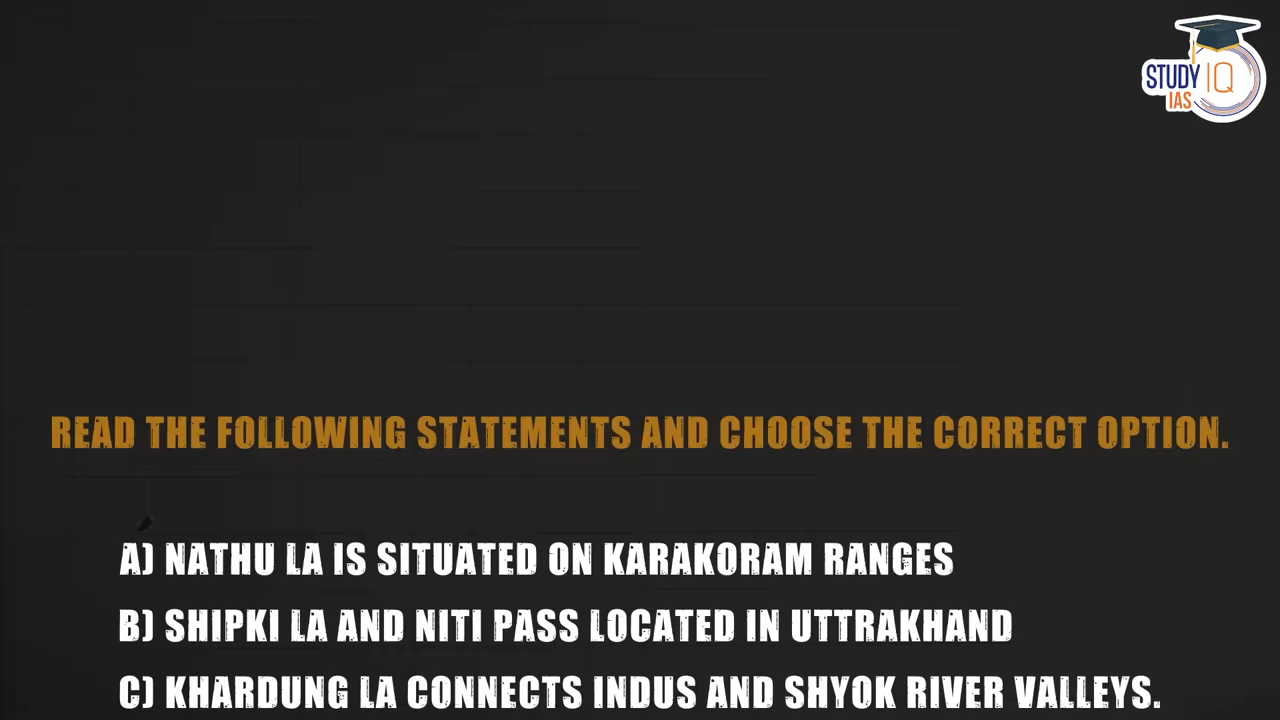 STUDY IQ
IAS
READ THE FOLLOWING STATEMENTS AND CHOOSE THE CORRECT OPTION.
A) NATHU LA IS SITUATED ON KARAKORAM RANGES
B) SHIPKI LA AND NITI PASS LOCATED IN UTTRAKHAND
C) KHARDUNG LA CONNECTS INDUS AND SHYOK RIVER VALLEYS.